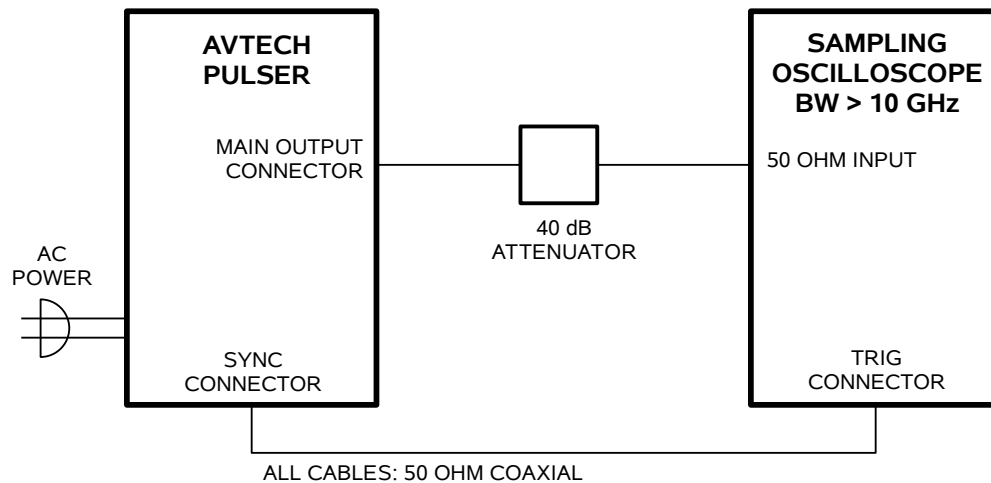 AVTECH
PULSER
MAIN OUTPUT
CONNECTOR
AC
POWER
SYNC
CONNECTOR
40 dB
ATTENUATOR
SAMPLING
OSCILLOSCOPE
BW > 10 GHz
50 OHM INPUT
TRIG
CONNECTOR
ALL CABLES: 50 OHM COAXIAL